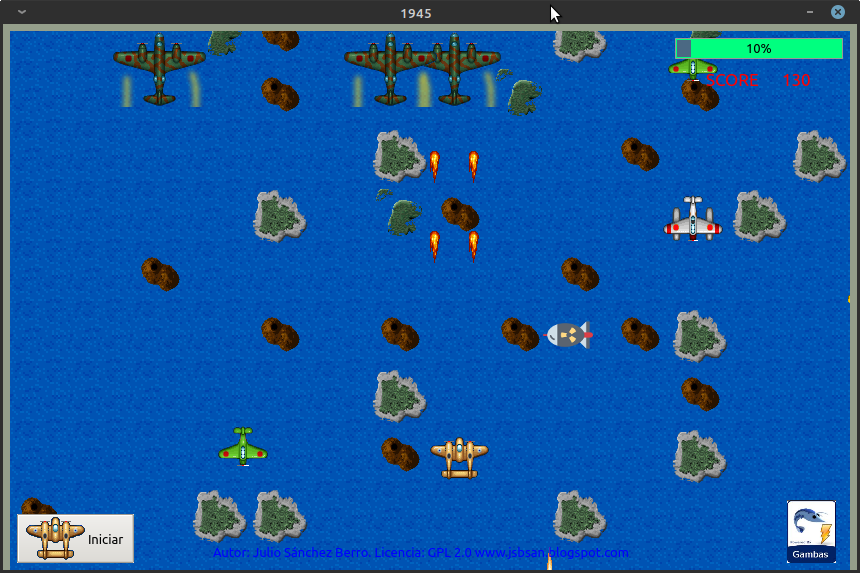 1945
10%
SCORE 130
Iniciar
Autor: Julio Sánchez Berro. Licencia: GPL 2.0 www.jsbsan.blogspot.com
Gambas